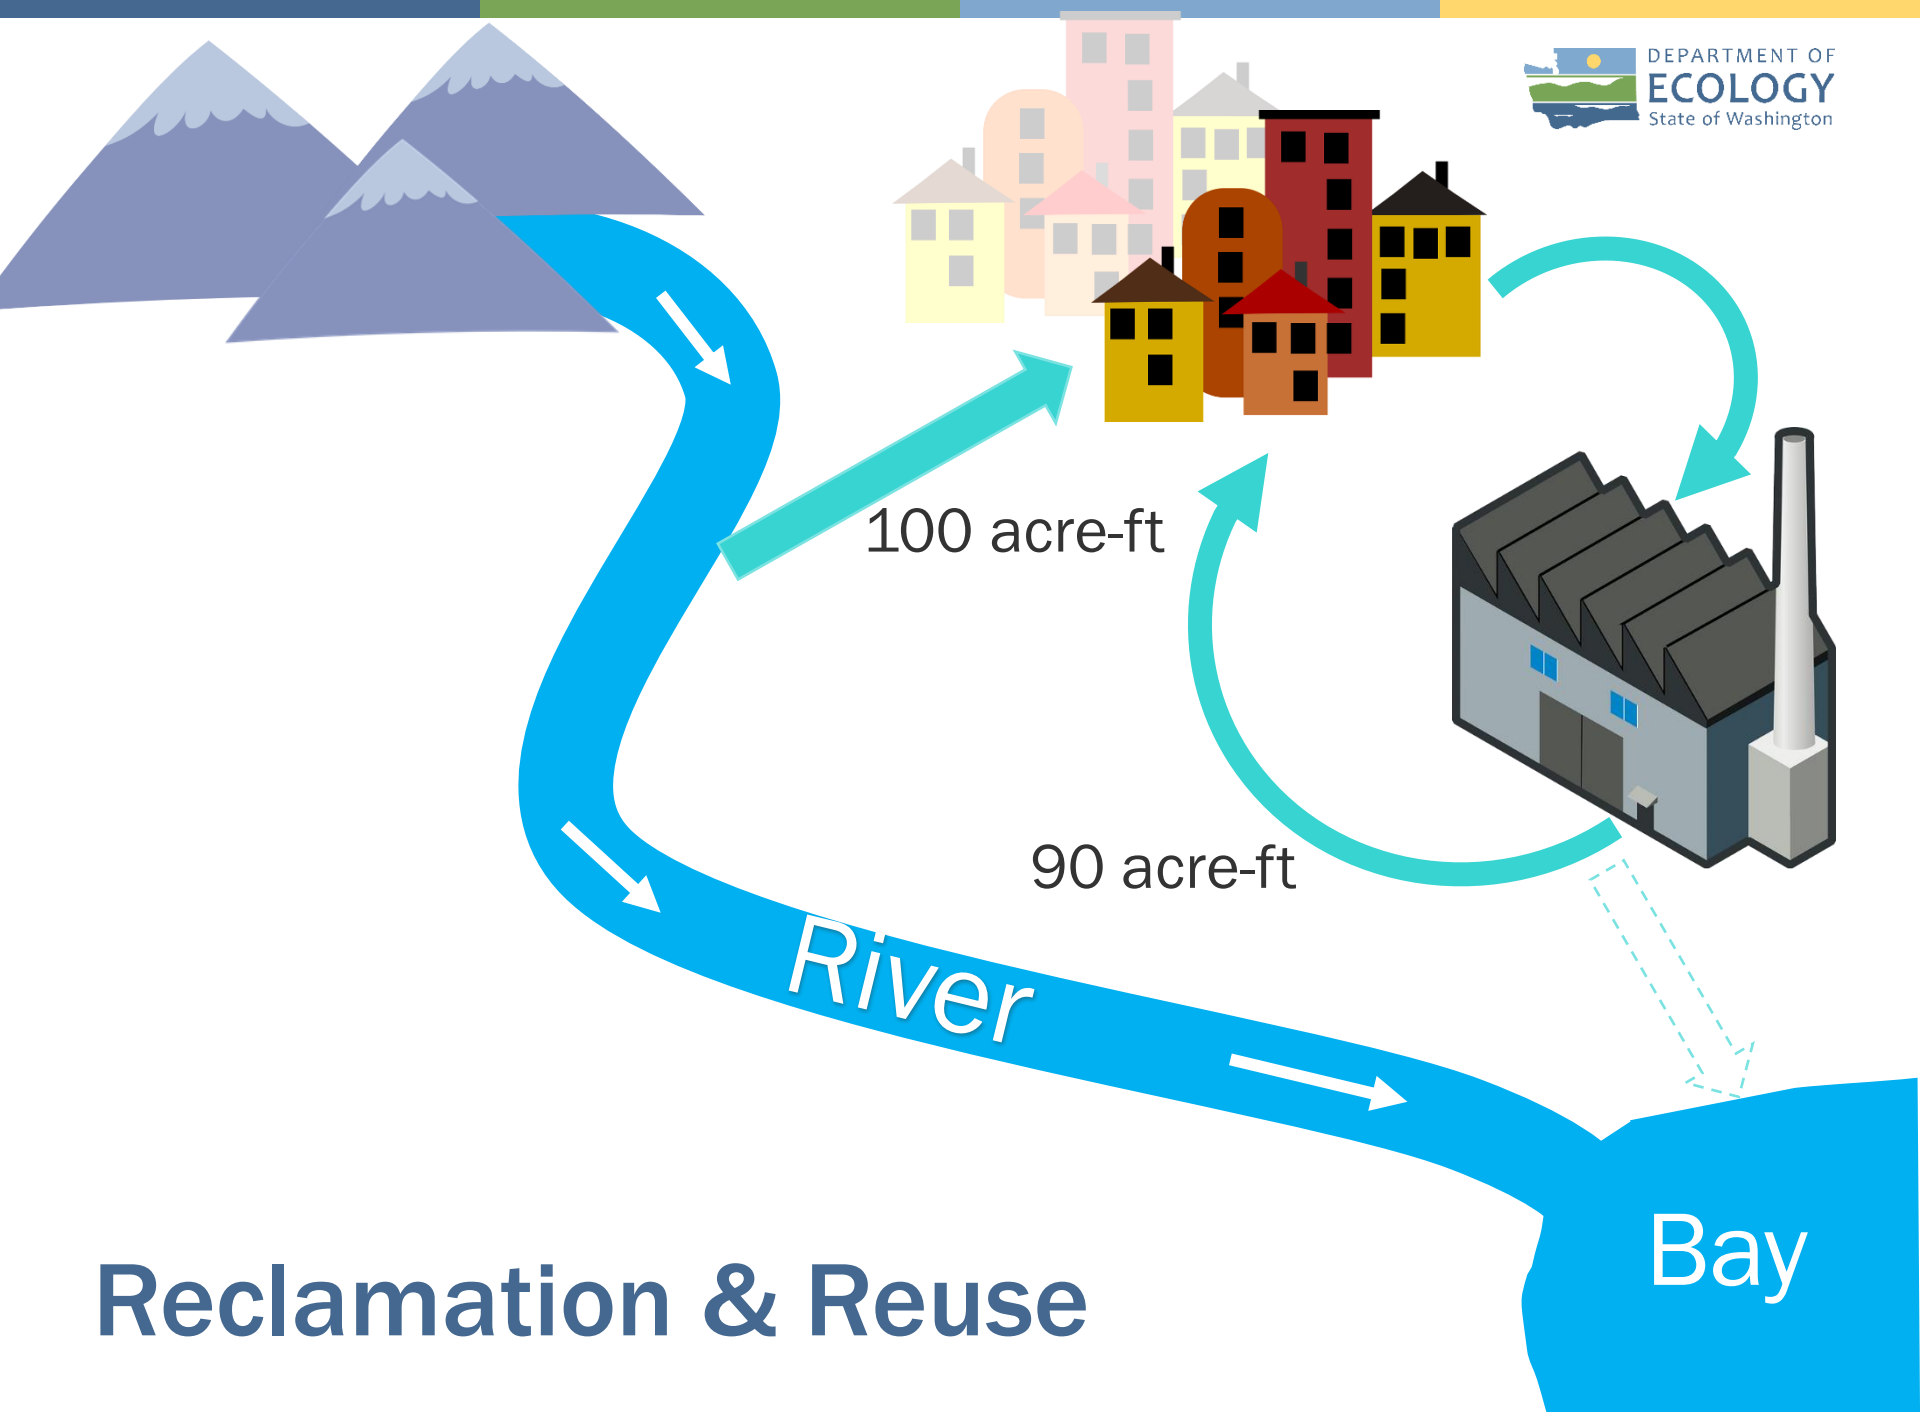 DEPARTMENT OF
ECOLOGY
State of Washington
100 acre-ft
90 acre-ft
River
Bay
Reclamation & Reuse